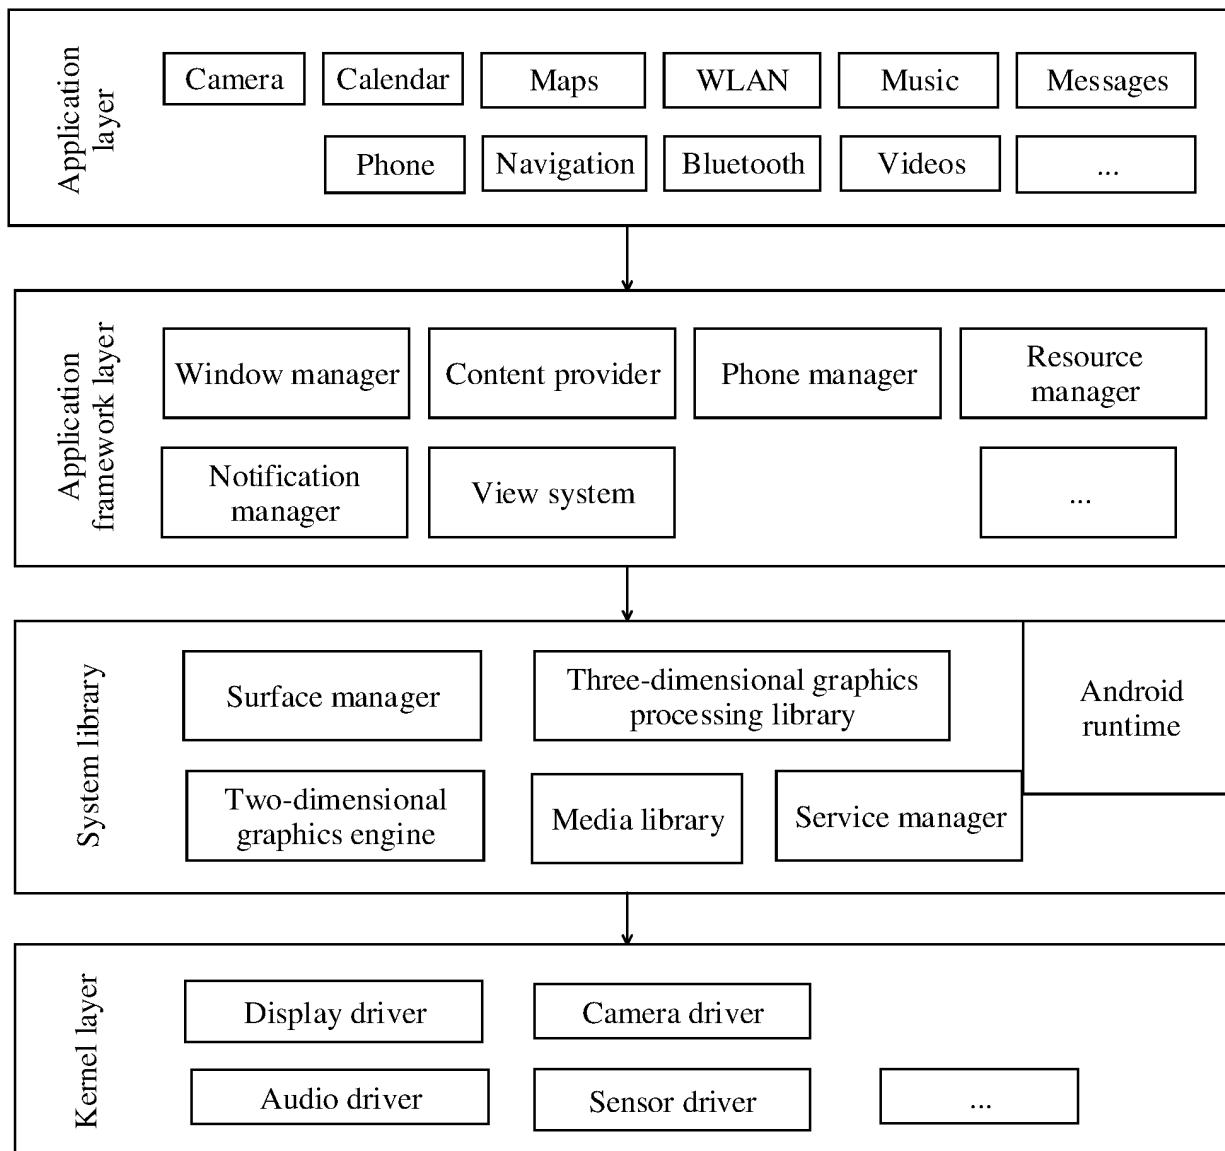 Application
layer
Camera
Calendar
Maps
WLAN
Music
Messages
Phone
Navigation
Bluetooth
Videos
...
Application
framework layer
Window manager
Content provider
Phone manager
Resource
manager
Notification
manager
View system
...
System library
Surface manager
Three-dimensional graphics
processing library
Android
runtime
Two-dimensional
graphics engine
Media library
Service manager
Kernel layer
Display driver
Camera driver
Audio driver
Sensor driver
...